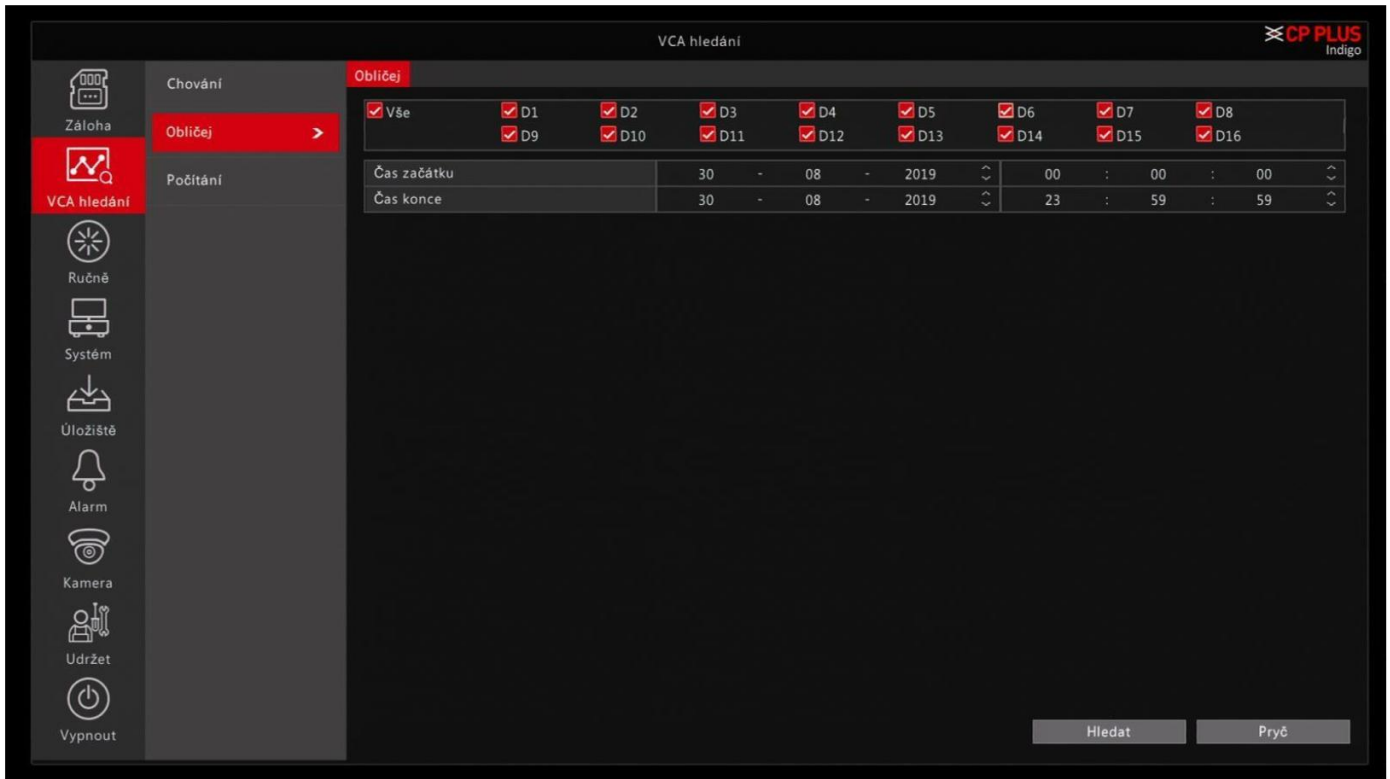 VCA hledání
CP PLUS
Indigo
Záloha
VCA hledání
Ručně
Systém
Úložiště
Alarm
Kamera
Udržet
Vypnout
Chování
Obličej >
Počítání
Obličej
Vše D1 D2 D3 D4 D5 D6 D7 D8
D9 D10 D11 D12 D13 D14 D15 D16
Čas začátku 30 - 08 - 2019 00 : 00 : 00
Čas konce 30 - 08 - 2019 23 : 59 : 59
Hledat Pryč